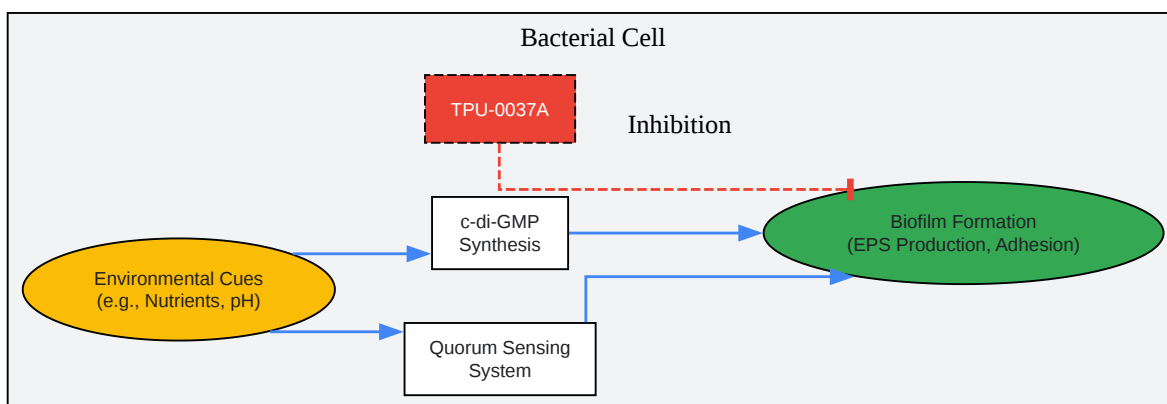 Bacterial Cell
TPU-0037A
Inhibition
c-di-GMP
Synthesis
Biofilm Formation
(EPS Production, Adhesion)
Environmental Cues
(e.g., Nutrients, pH)
Quorum Sensing
System